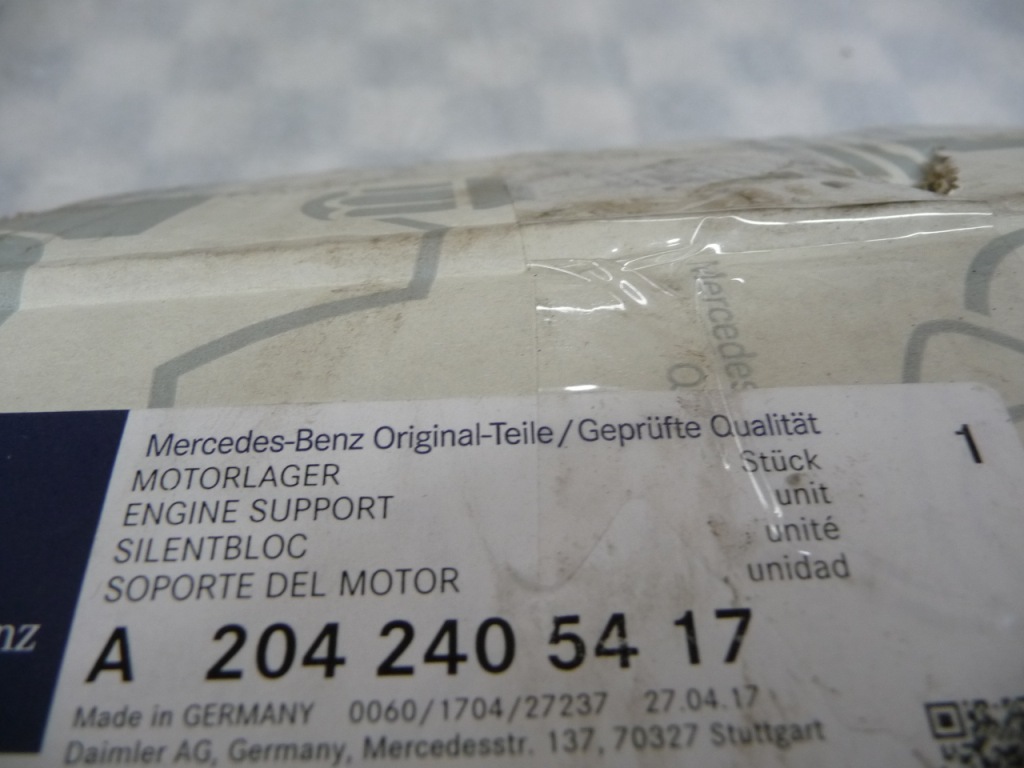 Mercedes
Q
Mercedes-Benz Original-Teile/Geprüfte Qualität
MOTORLAGER Stück 1
ENGINE SUPPORT unit
SILENTBLOC unité
SOPORTE DEL MOTOR unidad
nz
A 204 240 54 17
Made in GERMANY 0060/1704/27237 27.04.17
Daimler AG, Germany, Mercedesstr. 137, 70327 Stuttgart